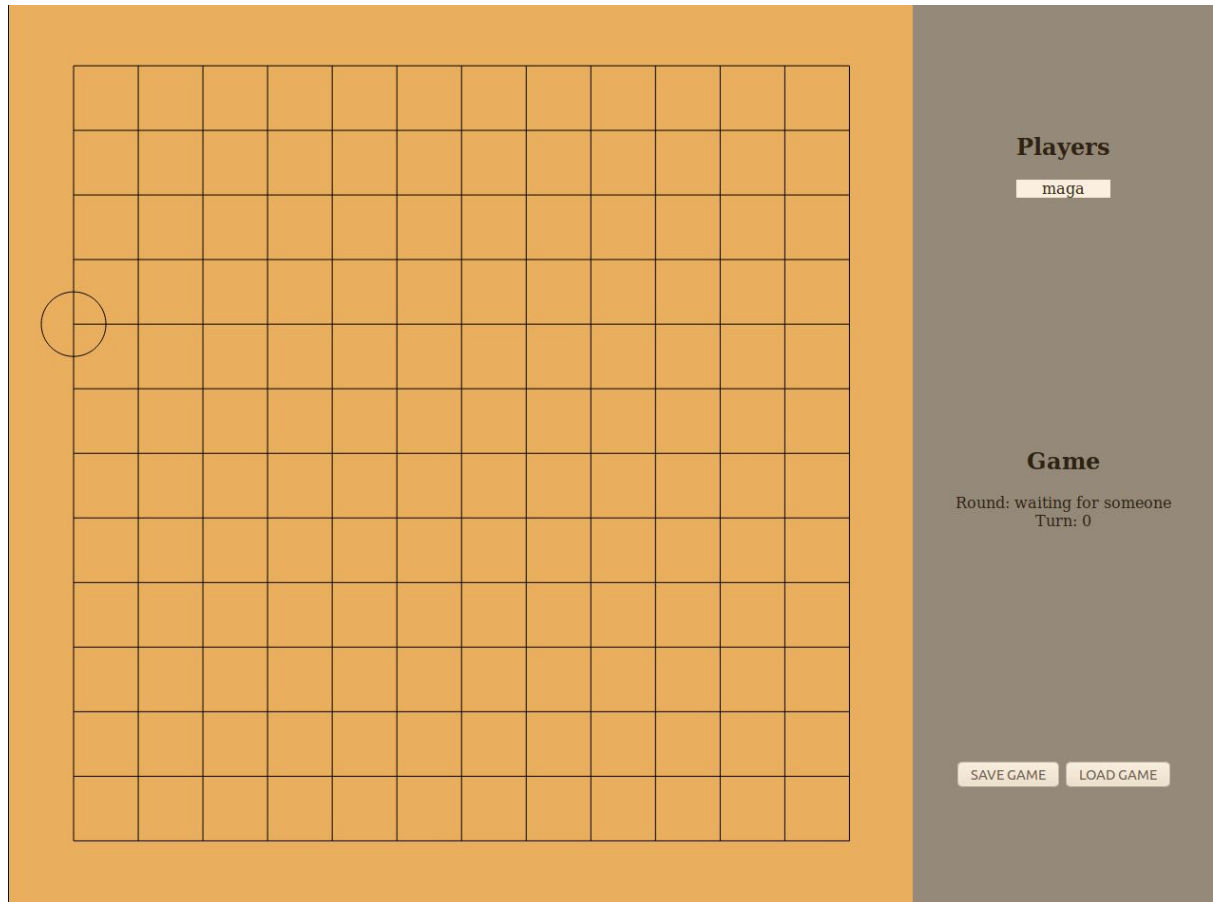 Players
maga
Game
Round: waiting for someone
Turn: 0
SAVE GAME LOAD GAME